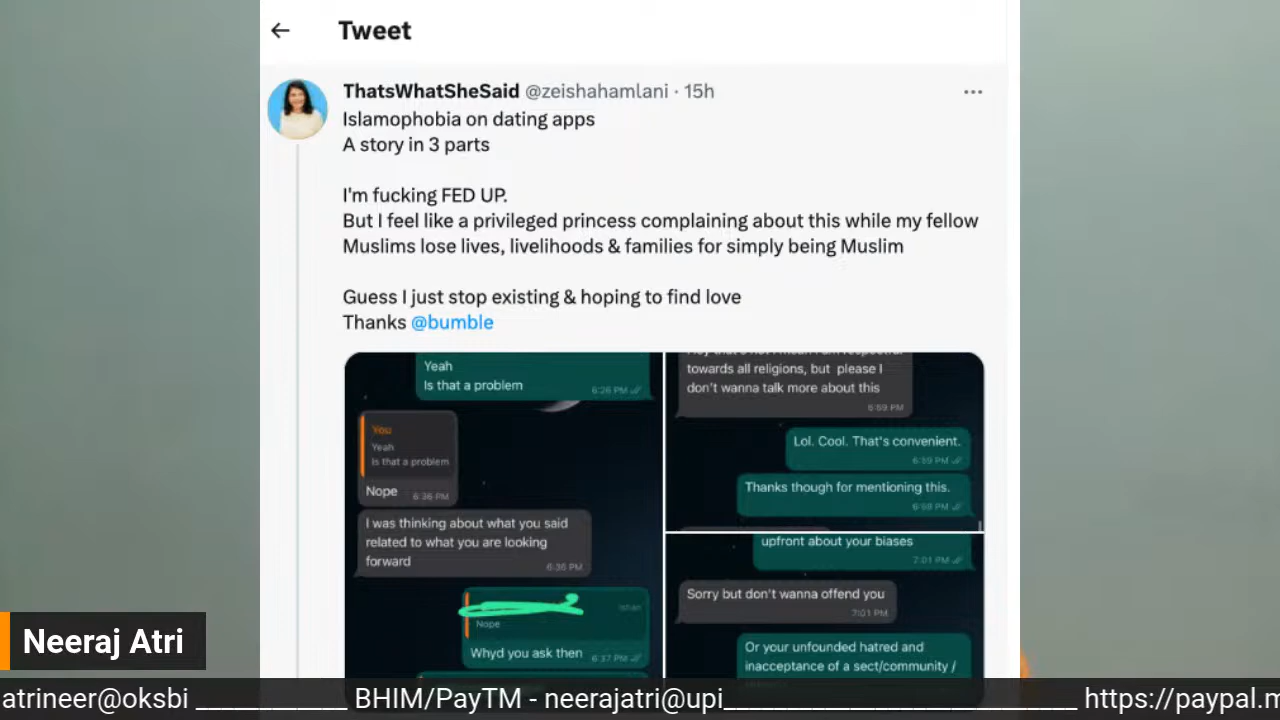 Tweet
ThatsWhatSheSaid @zeishahamlani · 15h
Islamophobia on dating apps
A story in 3 parts
I'm fucking FED UP.
But I feel like a privileged princess complaining about this while my fellow
Muslims lose lives, livelihoods & families for simply being Muslim
Guess I just stop existing & hoping to find love
Thanks @bumble
Yeah
Is that a problem
6:26 PM
You
Yeah
Is that a problem
Nope
6:36 PM
I was thinking about what you said
related to what you are looking
forward
6:36 PM
Ishan
Nope
Whyd you ask then
6:37 PM
towards all religions, but please I
don't wanna talk more about this
6:59 PM
Lol. Cool. That's convenient.
6:59 PM
Thanks though for mentioning this.
6:59 PM
upfront about your biases
7:01 PM
Sorry but don't wanna offend you
7:01 PM
Or your unfounded hatred and
inacceptance of a sect/community /
Neeraj Atri
atrineer@oksbi ____________ BHIM/PayTM - neerajatri@upi___________________________ https://paypal.m